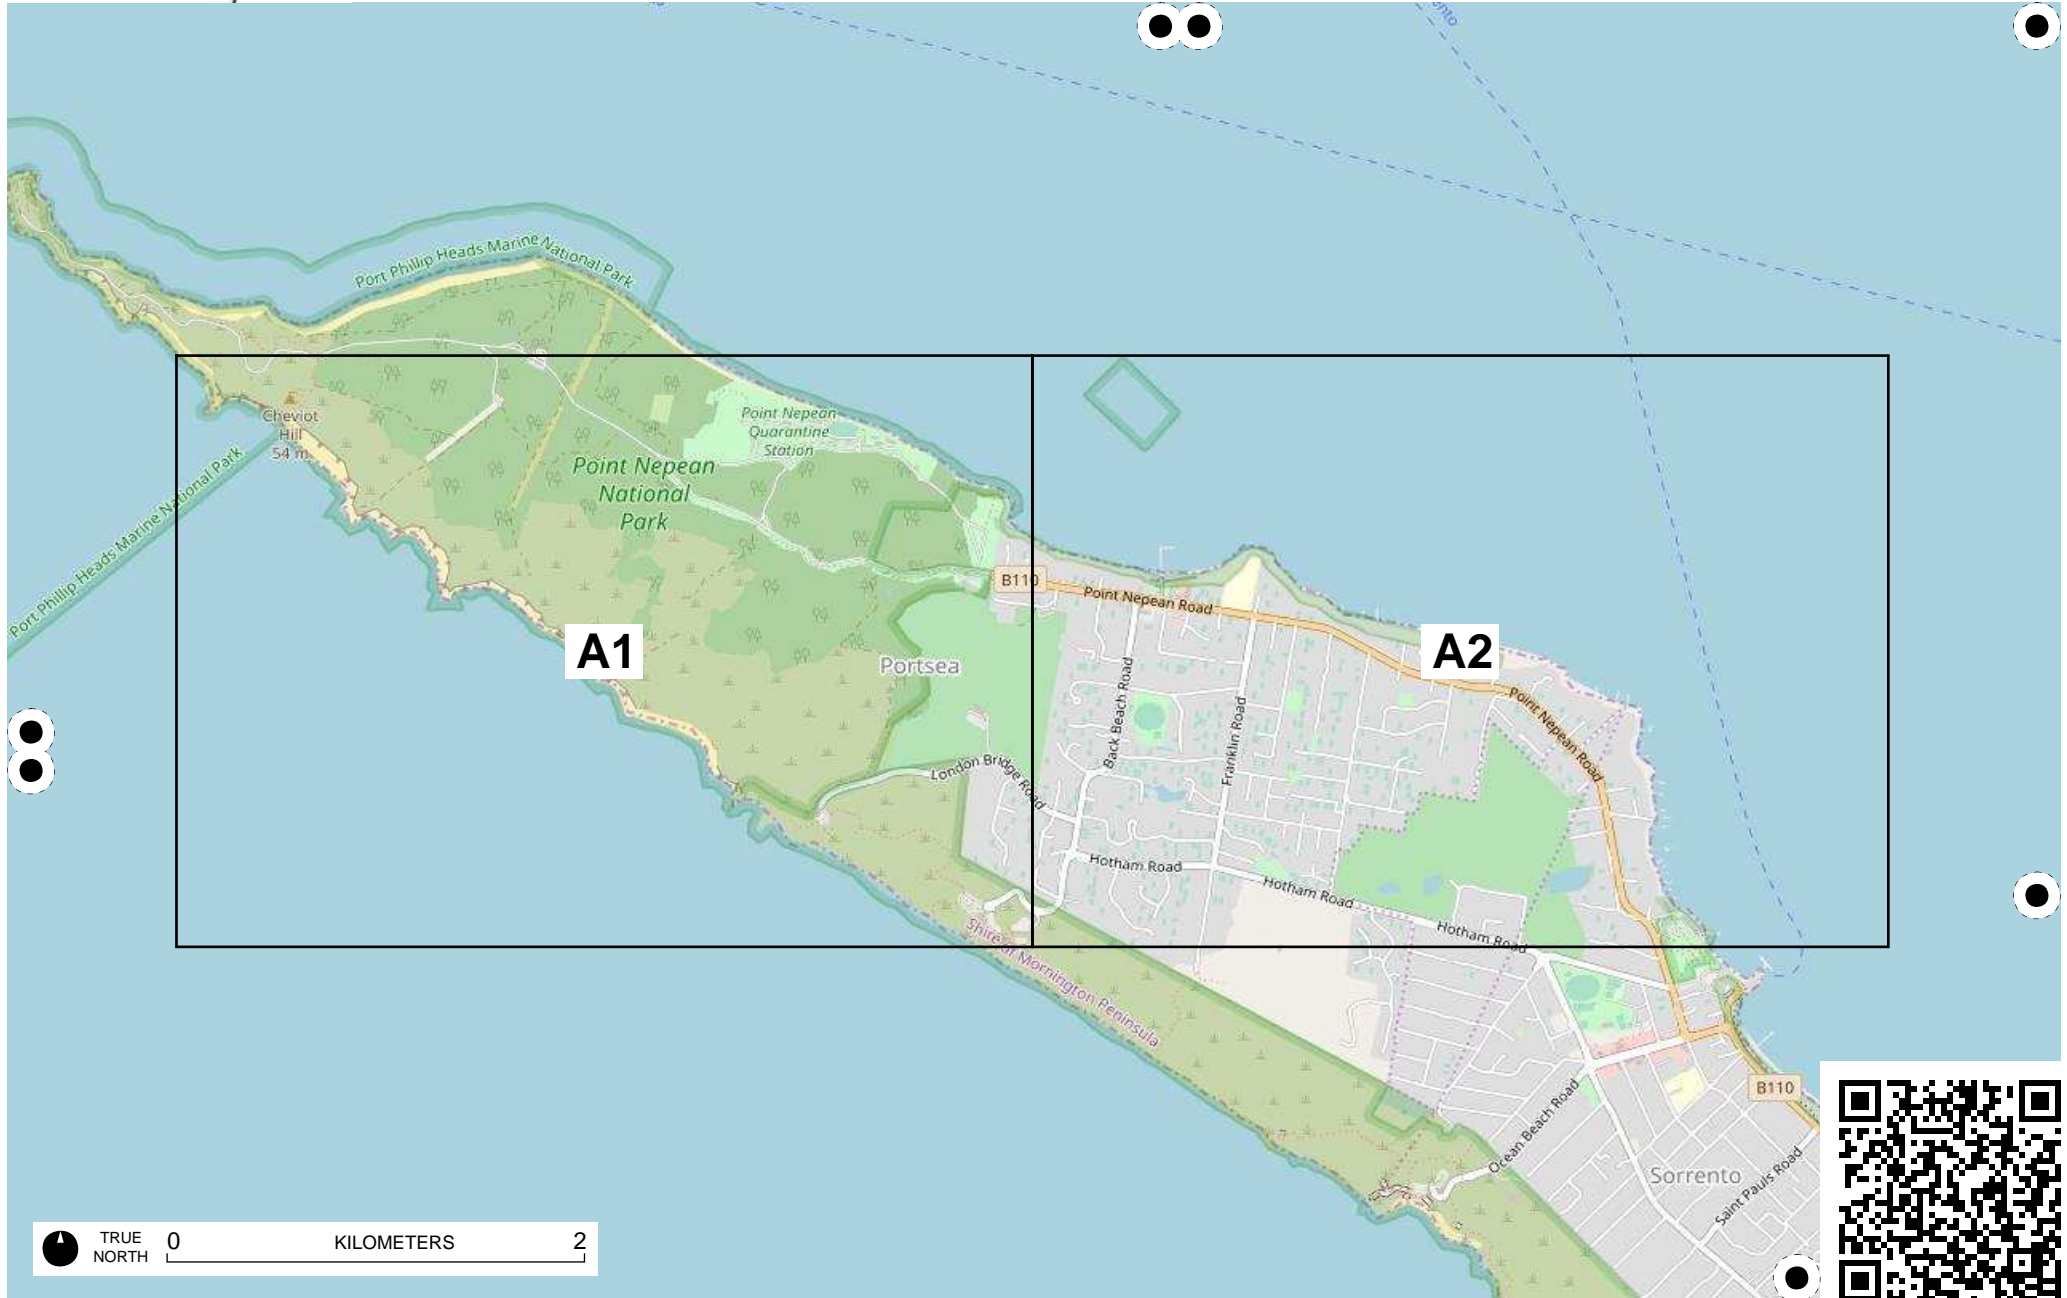 Port Phillip Heads Marine National Park
Cheviot
Hill
54 m
Port Phillip Heads Marine National Park
Point Nepean
Quarantine
Station
Point Nepean
National
Park
B110
Point Nepean Road
A1
Portsea
A2
Back Beach Road
Franklin Road
Point Nepean Road
London Bridge Road
Hotham Road
Hotham Road
Hotham Road
Shire of Mornington Peninsula
B110
Ocean Beach Road
Sorrento
Saint Pauls Road
TRUE
NORTH
0 KILOMETERS 2